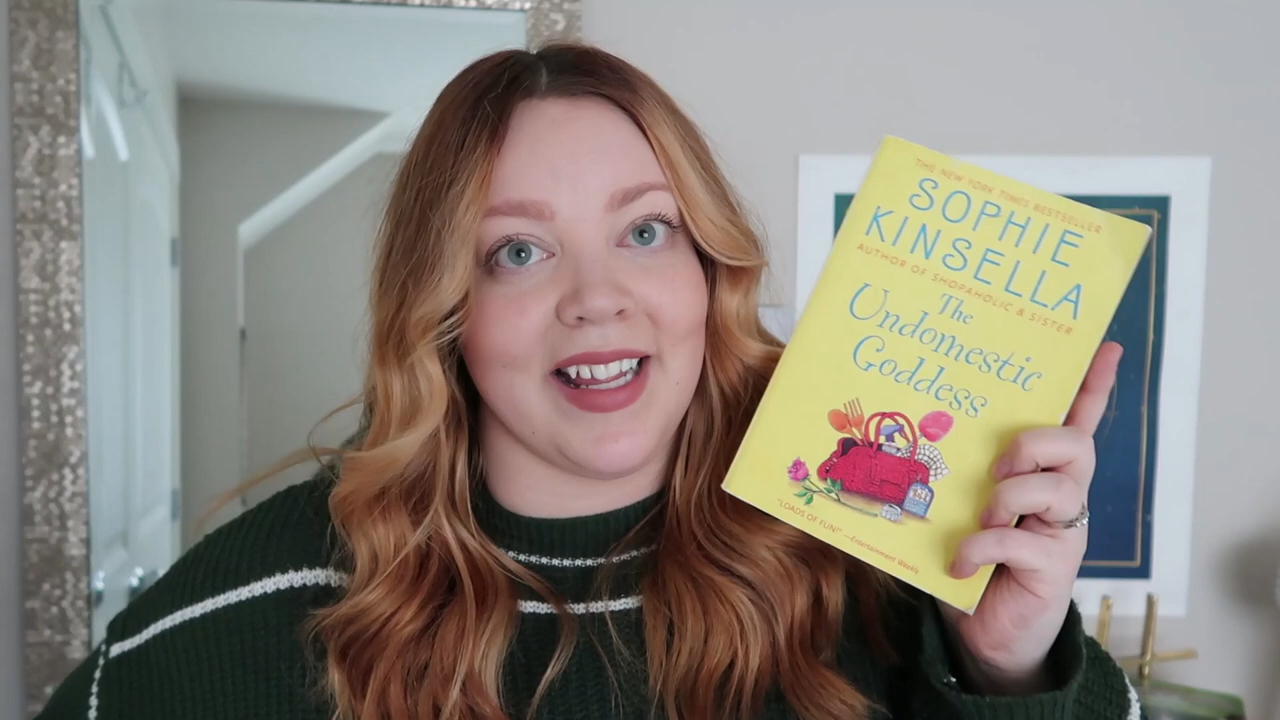 THE NEW YORK TIMES BESTSELLER
SOPHIE
KINSELLA
AUTHOR OF SHOPAHOLIC & SISTER
The
Undomestic
Goddess
"LOADS OF FUN!" —Entertainment Weekly